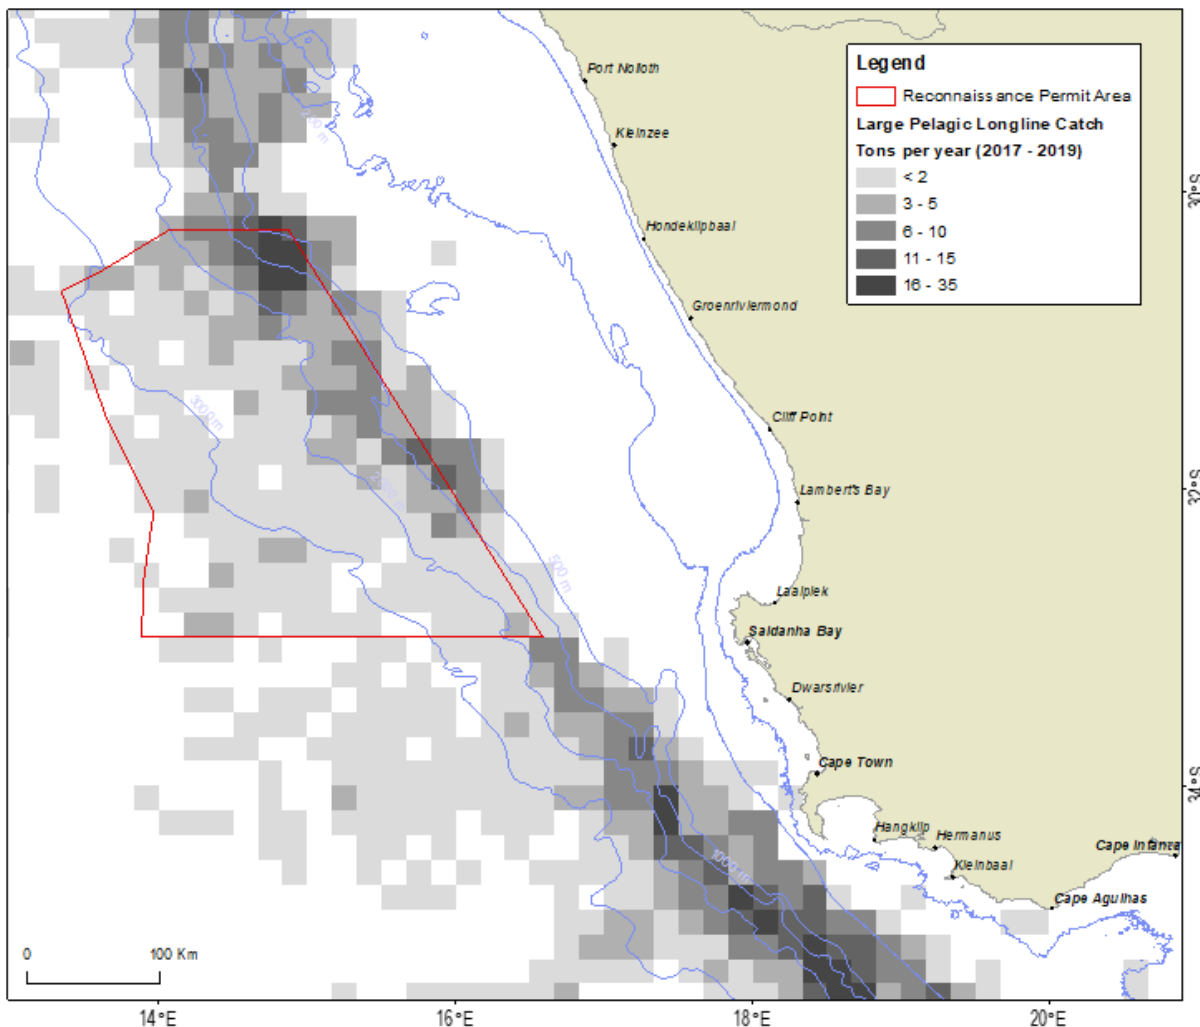 Port Nolloth
Legend
Reconnaissance Permit Area
Large Pelagic Longline Catch
Tons per year (2017 - 2019)
< 2
3 - 5
6 - 10
11 - 15
16 - 35
Kleinzee
30°S
Hondeklipbaai
Groenriviermond
3000 m
Cliff Point
Lambert's Bay
32°S
500 m
Laaiplek
Saldanha Bay
Dwarsrivier
Cape Town
34°S
Hangklip
Hermanus
Cape Infanta
Kleinbaai
1000 m
Cape Agulhas
0
100 Km
14°E
16°E
18°E
20°E